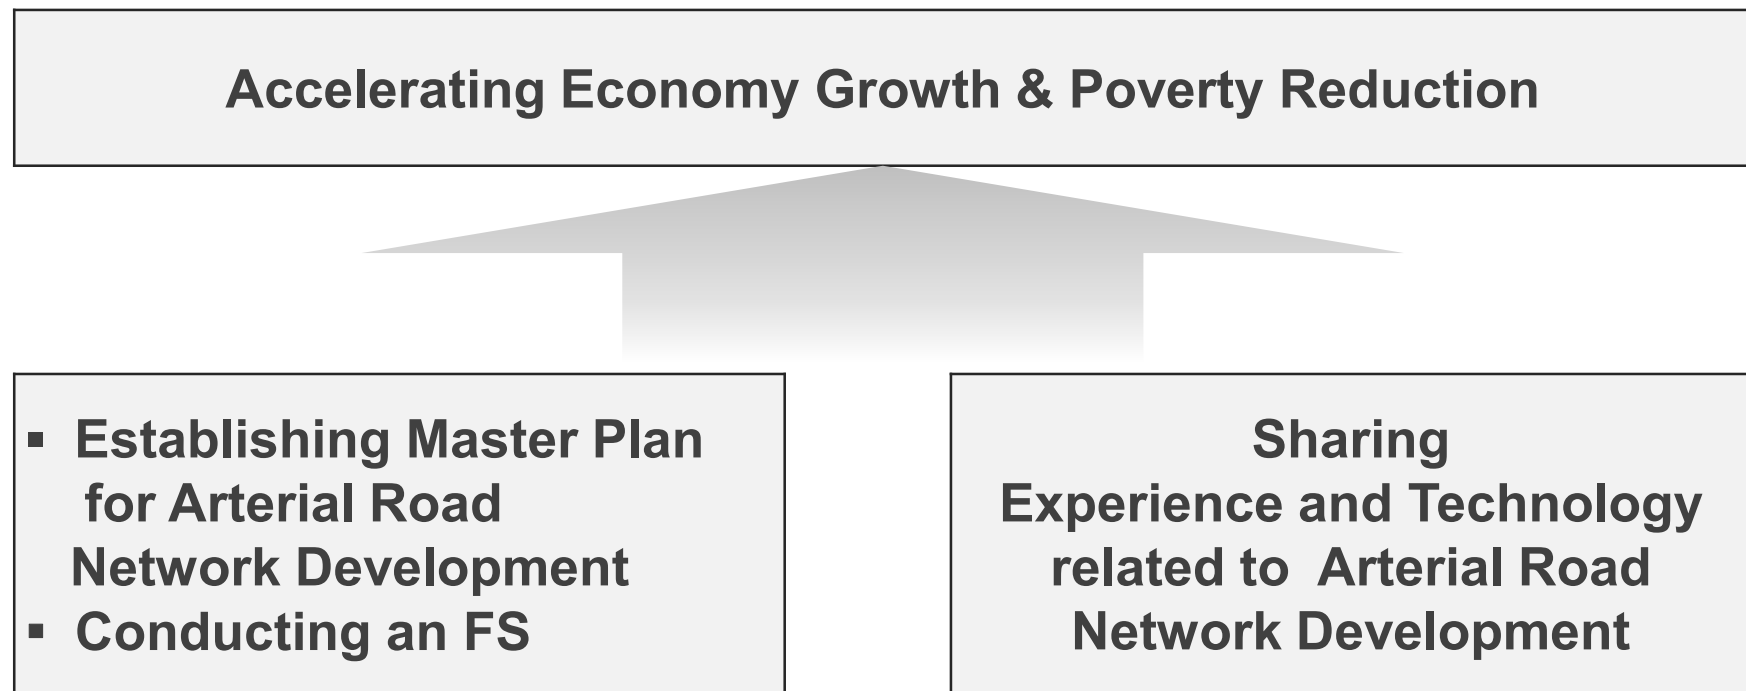 Accelerating Economy Growth & Poverty Reduction
▪ Establishing Master Plan
for Arterial Road
Network Development
▪ Conducting an FS
Sharing
Experience and Technology
related to  Arterial Road
Network Development